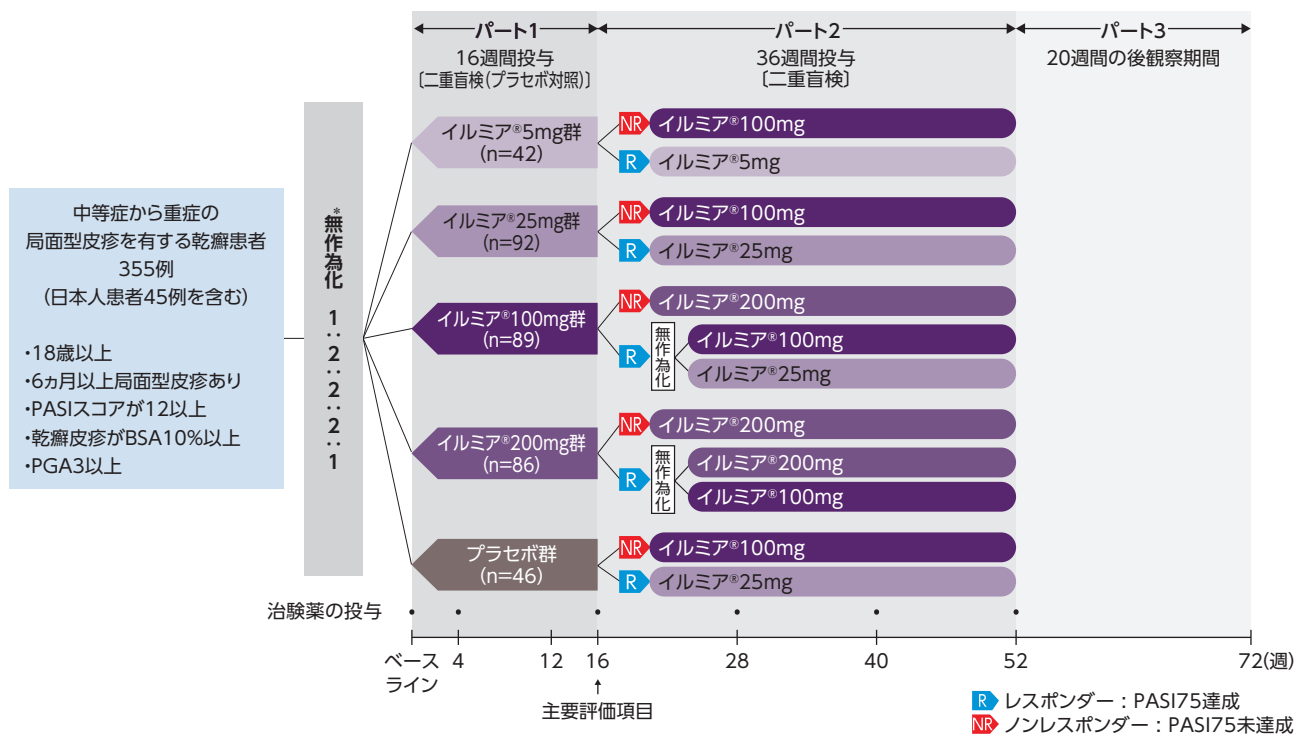 パート1
16週間投与
〔二重盲検(プラセボ対照)〕
パート2
36週間投与
〔二重盲検〕
パート3
20週間の後観察期間
中等症から重症の
局面型皮疹を有する乾癬患者
355例
(日本人患者45例を含む)
・18歳以上
・6ヵ月以上局面型皮疹あり
・PASIスコアが12以上
・乾癬皮疹がBSA10%以上
・PGA3以上
*無作為化 1:2:2:2:1
イルミア®5mg群
(n=42)
NR イルミア®100mg
R イルミア®5mg
イルミア®25mg群
(n=92)
NR イルミア®100mg
R イルミア®25mg
イルミア®100mg群
(n=89)
NR イルミア®200mg
R 無作為化
イルミア®100mg
イルミア®25mg
イルミア®200mg群
(n=86)
NR イルミア®200mg
R 無作為化
イルミア®200mg
イルミア®100mg
プラセボ群
(n=46)
NR イルミア®100mg
R イルミア®25mg
治験薬の投与
ベース
ライン
4 12 16 28 40 52 72(週)
↑
主要評価項目
R レスポンダー:PASI75達成
NR ノンレスポンダー:PASI75未達成